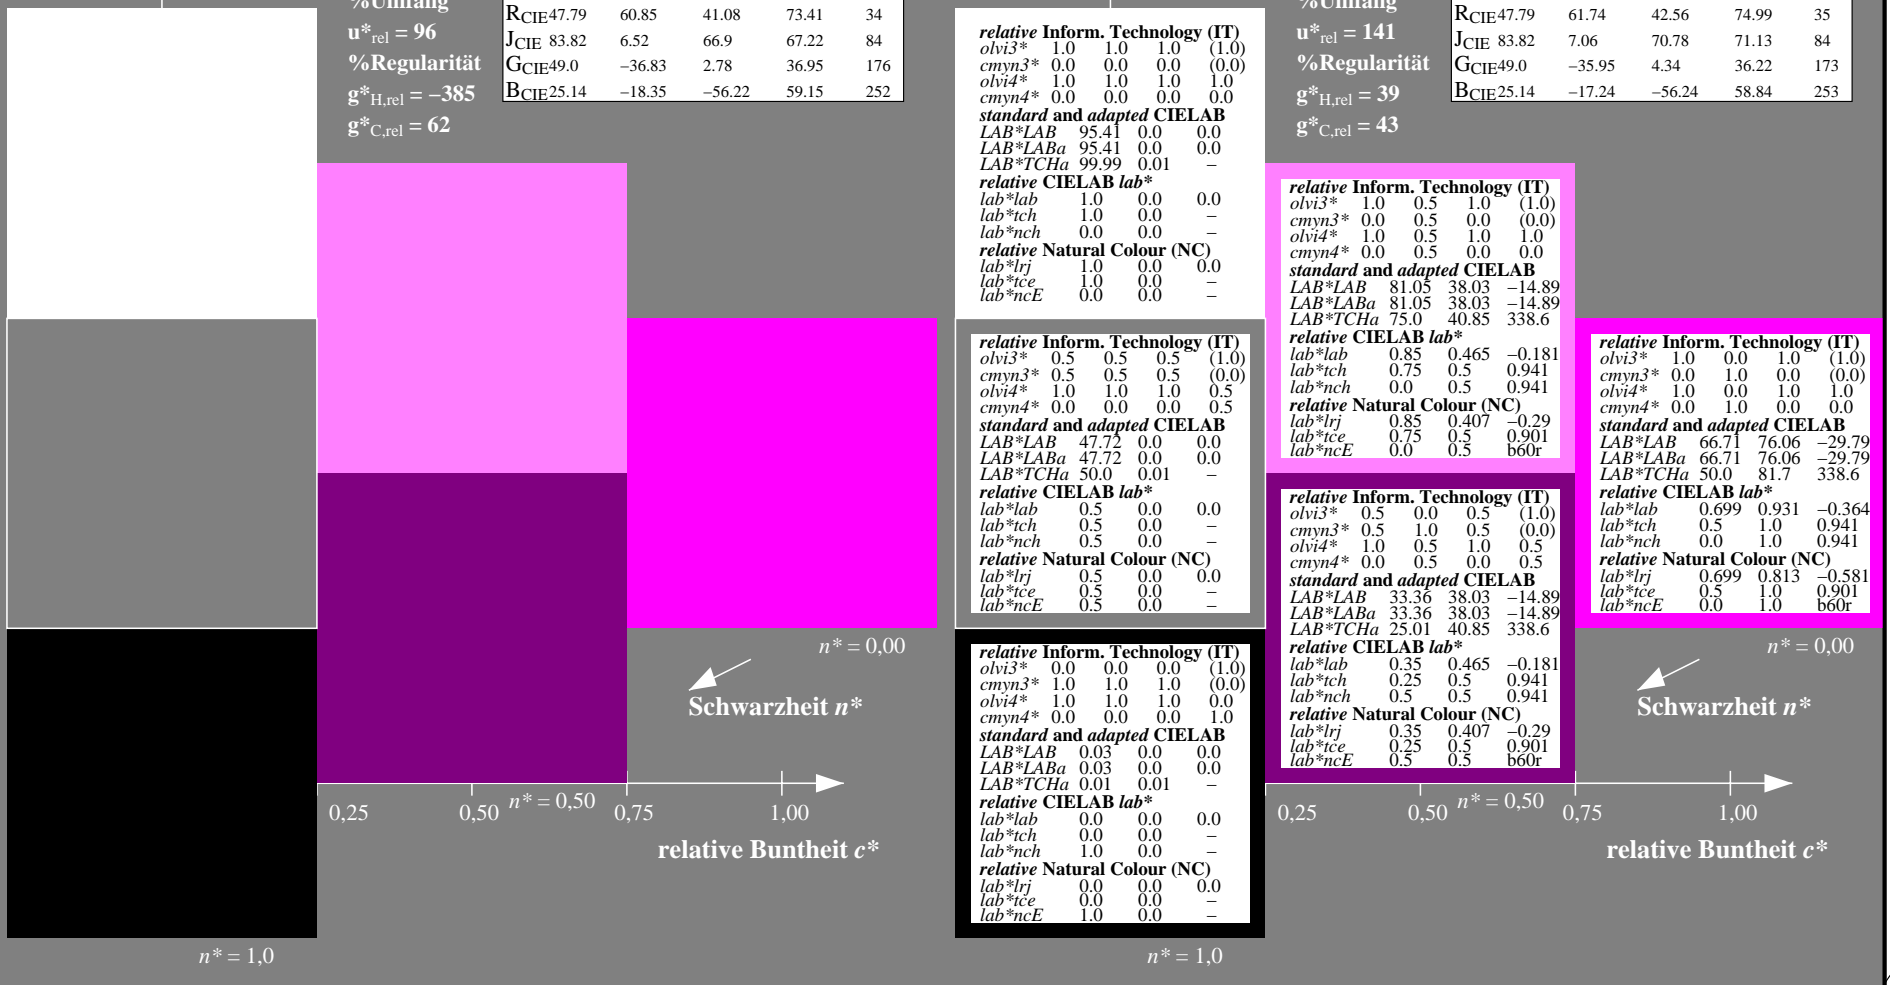 %Umfang
u*rel = 96
%Regularität
g*H,rel = −385
g*C,rel = 62
RCIE 47.79 60.85 41.08 73.41 34
JCIE 83.82 6.52 66.9 67.22 84
GCIE 49.0 −36.83 2.78 36.95 176
BCIE 25.14 −18.35 −56.22 59.15 252
n* = 0,00
Schwarzheit n*
0,25 0,50 n* = 0,50 0,75 1,00
relative Buntheit c*
n* = 1,0
%Umfang
u*rel = 141
%Regularität
g*H,rel = 39
g*C,rel = 43
RCIE 47.79 61.74 42.56 74.99 35
JCIE 83.82 7.06 70.78 71.13 84
GCIE 49.0 −35.95 4.34 36.22 173
BCIE 25.14 −17.24 −56.24 58.84 253
relative Inform. Technology (IT)
olvi3* 1.0 1.0 1.0 (1.0)
cmyn3* 0.0 0.0 0.0 (0.0)
olvi4* 1.0 1.0 1.0 1.0
cmyn4* 0.0 0.0 0.0 0.0
standard and adapted CIELAB
LAB*LAB 95.41 0.0 0.0
LAB*LABa 95.41 0.0 0.0
LAB*TCHa 99.99 0.01 –
relative CIELAB lab*
lab*lab 1.0 0.0 0.0
lab*tch 1.0 0.0 –
lab*nch 0.0 0.0 –
relative Natural Colour (NC)
lab*lrj 1.0 0.0 0.0
lab*tce 1.0 0.0 –
lab*ncE 0.0 0.0 –
relative Inform. Technology (IT)
olvi3* 0.5 0.5 0.5 (1.0)
cmyn3* 0.5 0.5 0.5 (0.0)
olvi4* 1.0 1.0 1.0 0.5
cmyn4* 0.0 0.0 0.0 0.5
standard and adapted CIELAB
LAB*LAB 47.72 0.0 0.0
LAB*LABa 47.72 0.0 0.0
LAB*TCHa 50.0 0.01 –
relative CIELAB lab*
lab*lab 0.5 0.0 0.0
lab*tch 0.5 0.0 –
lab*nch 0.5 0.0 –
relative Natural Colour (NC)
lab*lrj 0.5 0.0 0.0
lab*tce 0.5 0.0 –
lab*ncE 0.5 0.0 –
relative Inform. Technology (IT)
olvi3* 0.0 0.0 0.0 (1.0)
cmyn3* 1.0 1.0 1.0 (0.0)
olvi4* 1.0 1.0 1.0 0.0
cmyn4* 0.0 0.0 0.0 1.0
standard and adapted CIELAB
LAB*LAB 0.03 0.0 0.0
LAB*LABa 0.03 0.0 0.0
LAB*TCHa 0.01 0.01 –
relative CIELAB lab*
lab*lab 0.0 0.0 0.0
lab*tch 0.0 0.0 –
lab*nch 1.0 0.0 –
relative Natural Colour (NC)
lab*lrj 0.0 0.0 0.0
lab*tce 0.0 0.0 –
lab*ncE 1.0 0.0 –
relative Inform. Technology (IT)
olvi3* 1.0 0.5 1.0 (1.0)
cmyn3* 0.0 0.5 0.0 (0.0)
olvi4* 1.0 0.5 1.0 1.0
cmyn4* 0.0 0.5 0.0 0.0
standard and adapted CIELAB
LAB*LAB 81.05 38.03 −14.89
LAB*LABa 81.05 38.03 −14.89
LAB*TCHa 75.0 40.85 338.6
relative CIELAB lab*
lab*lab 0.85 0.465 −0.181
lab*tch 0.75 0.5 0.941
lab*nch 0.0 0.5 0.941
relative Natural Colour (NC)
lab*lrj 0.85 0.407 −0.29
lab*tce 0.75 0.5 0.901
lab*ncE 0.0 0.5 b60r
relative Inform. Technology (IT)
olvi3* 0.5 0.0 0.5 (1.0)
cmyn3* 0.5 1.0 0.5 (0.0)
olvi4* 1.0 0.5 1.0 0.5
cmyn4* 0.0 0.5 0.0 0.5
standard and adapted CIELAB
LAB*LAB 33.36 38.03 −14.89
LAB*LABa 33.36 38.03 −14.89
LAB*TCHa 25.01 40.85 338.6
relative CIELAB lab*
lab*lab 0.35 0.465 −0.181
lab*tch 0.25 0.5 0.941
lab*nch 0.5 0.5 0.941
relative Natural Colour (NC)
lab*lrj 0.35 0.407 −0.29
lab*tce 0.25 0.5 0.901
lab*ncE 0.5 0.5 b60r
relative Inform. Technology (IT)
olvi3* 1.0 0.0 1.0 (1.0)
cmyn3* 0.0 1.0 0.0 (0.0)
olvi4* 1.0 0.0 1.0 1.0
cmyn4* 0.0 1.0 0.0 0.0
standard and adapted CIELAB
LAB*LAB 66.71 76.06 −29.79
LAB*LABa 66.71 76.06 −29.79
LAB*TCHa 50.0 81.7 338.6
relative CIELAB lab*
lab*lab 0.699 0.931 −0.364
lab*tch 0.5 1.0 0.941
lab*nch 0.0 1.0 0.941
relative Natural Colour (NC)
lab*lrj 0.699 0.813 −0.581
lab*tce 0.5 1.0 0.901
lab*ncE 0.0 1.0 b60r
n* = 0,00
Schwarzheit n*
0,25 0,50 n* = 0,50 0,75 1,00
relative Buntheit c*
n* = 1,0